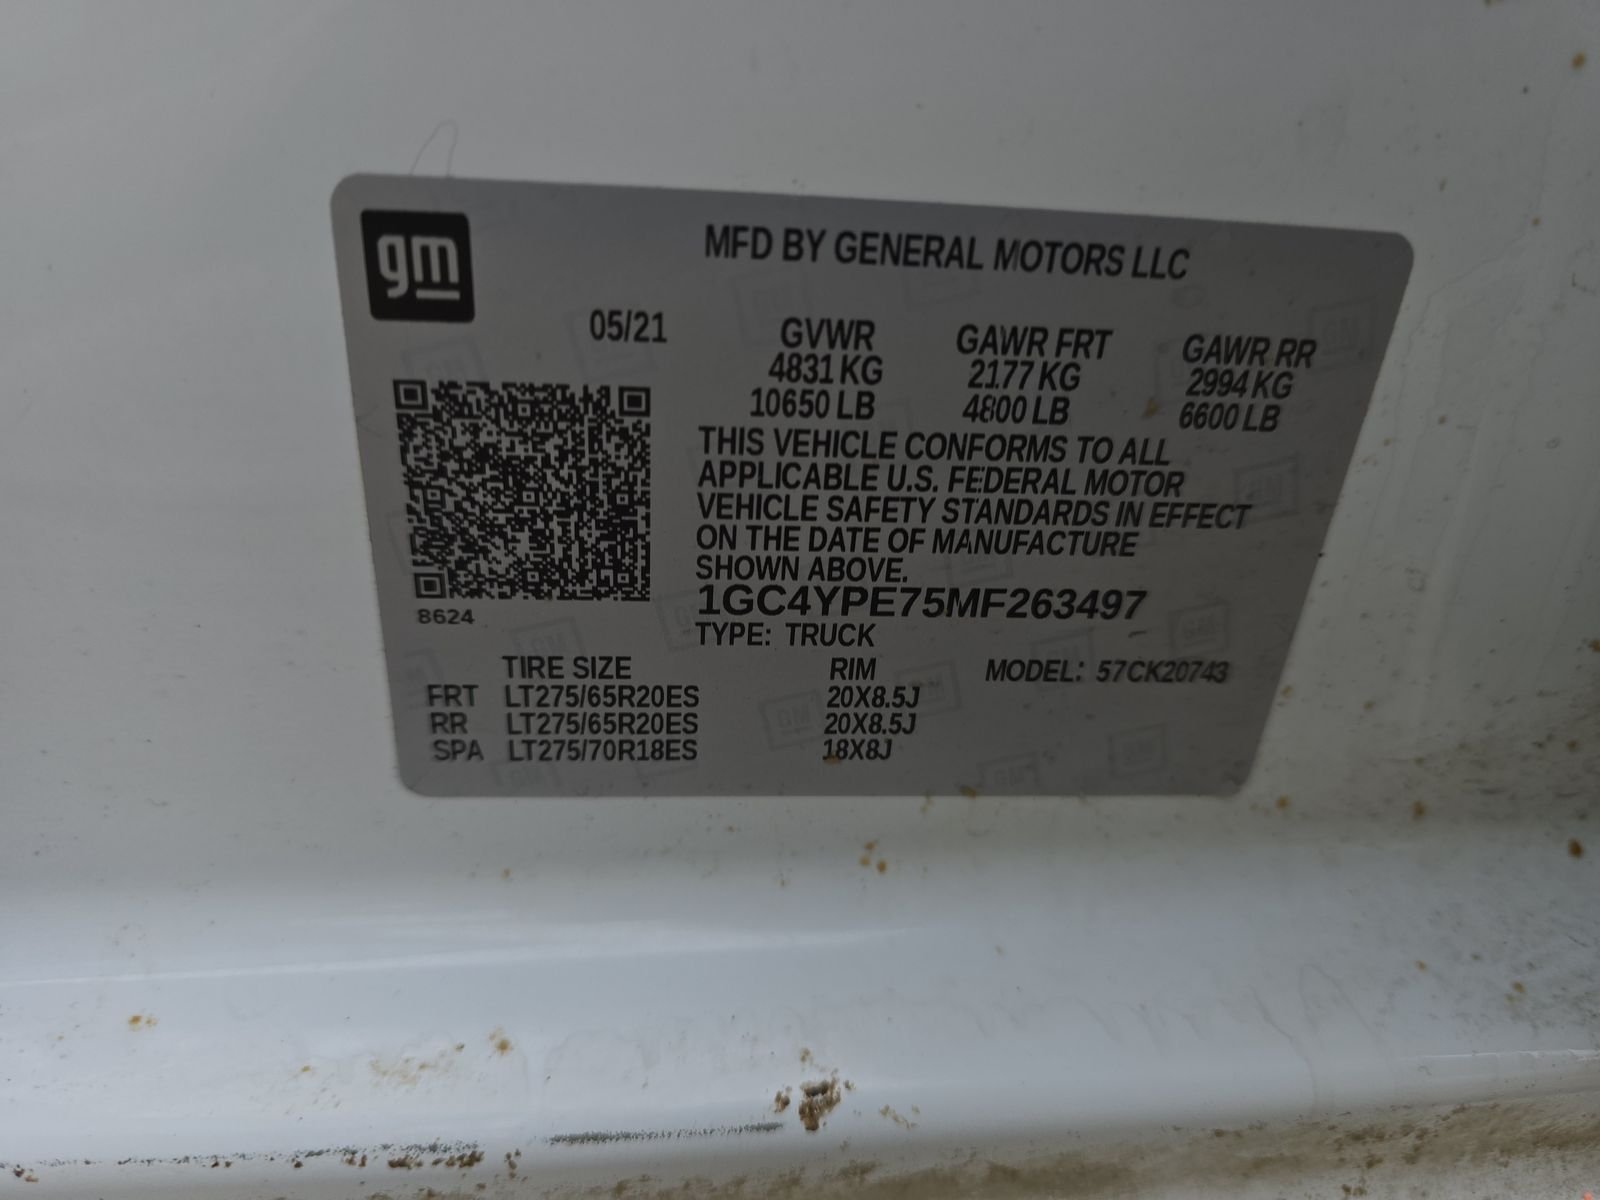 gm
MFD BY GENERAL MOTORS LLC
05/21
GVWR GAWR FRT GAWR RR
4831 KG 2177 KG 2994 KG
10650 LB 4800 LB 6600 LB
THIS VEHICLE CONFORMS TO ALL
APPLICABLE U.S. FEDERAL MOTOR
VEHICLE SAFETY STANDARDS IN EFFECT
ON THE DATE OF MANUFACTURE
SHOWN ABOVE.
8624
1GC4YPE75MF263497
TYPE: TRUCK
TIRE SIZE RIM MODEL: 57CK20743
FRT LT275/65R20ES 20X8.5J
RR LT275/65R20ES 20X8.5J
SPA LT275/70R18ES 18X8J